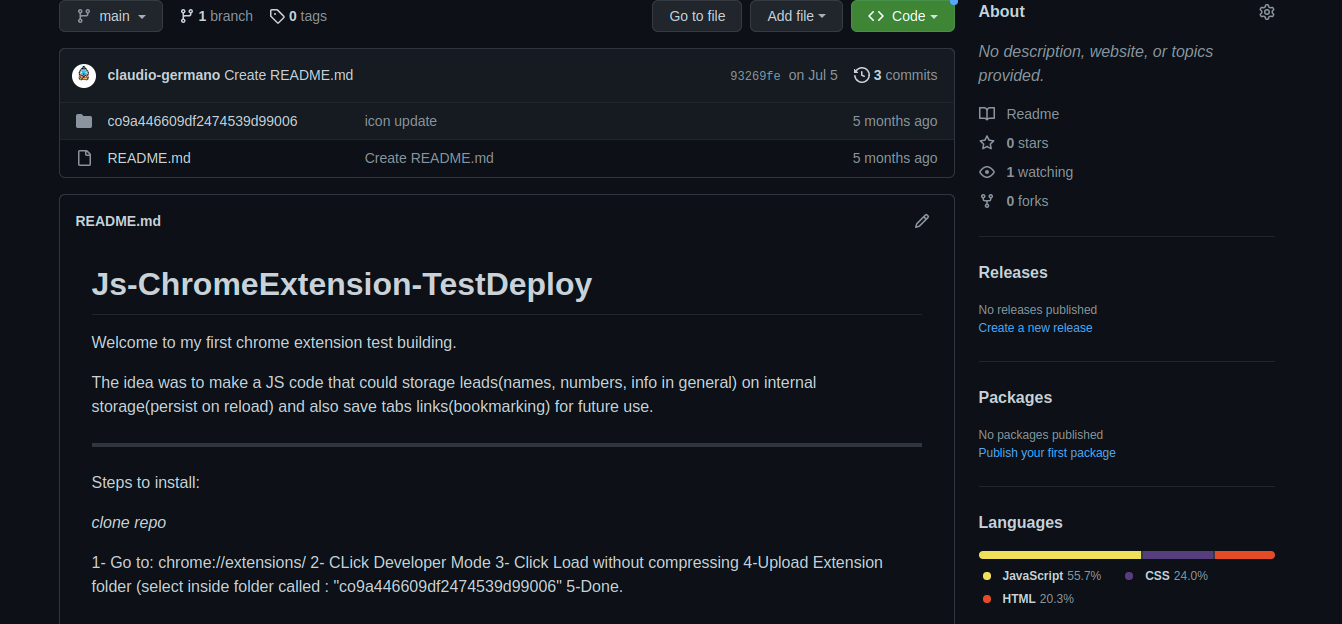 main
1 branch
0 tags
Go to file
Add file
<> Code
claudio-germano Create README.md
93269fe on Jul 5
3 commits
co9a446609df2474539d99006
icon update
5 months ago
README.md
Create README.md
5 months ago
README.md
Js-ChromeExtension-TestDeploy
Welcome to my first chrome extension test building.
The idea was to make a JS code that could storage leads(names, numbers, info in general) on internal
storage(persist on reload) and also save tabs links(bookmarking) for future use.
Steps to install:
clone repo
1- Go to: chrome://extensions/ 2- CLick Developer Mode 3- Click Load without compressing 4-Upload Extension
folder (select inside folder called : "co9a446609df2474539d99006" 5-Done.
About
No description, website, or topics
provided.
Readme
0 stars
1 watching
0 forks
Releases
No releases published
Create a new release
Packages
No packages published
Publish your first package
Languages
JavaScript 55.7%
CSS 24.0%
HTML 20.3%